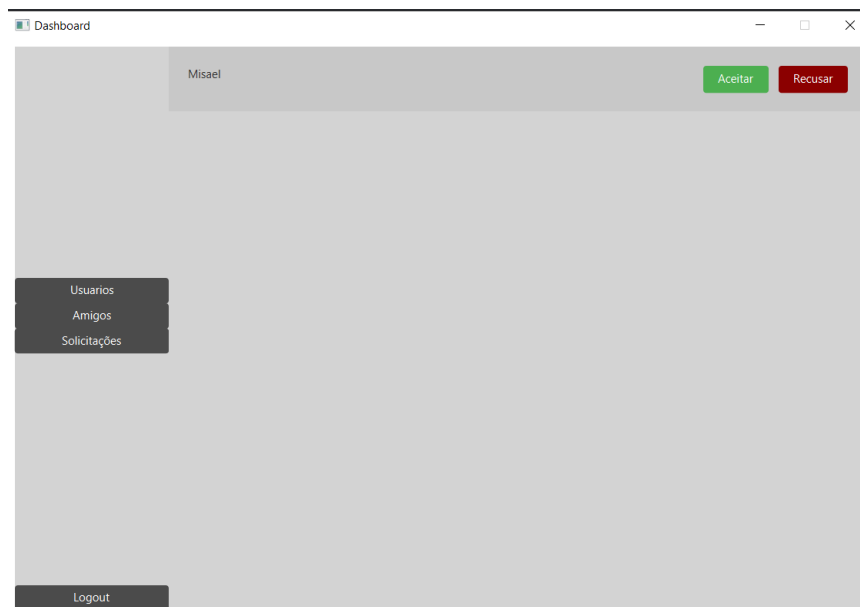 Dashboard
Misael
Aceitar
Recusar
Usuarios
Amigos
Solicitações
Logout